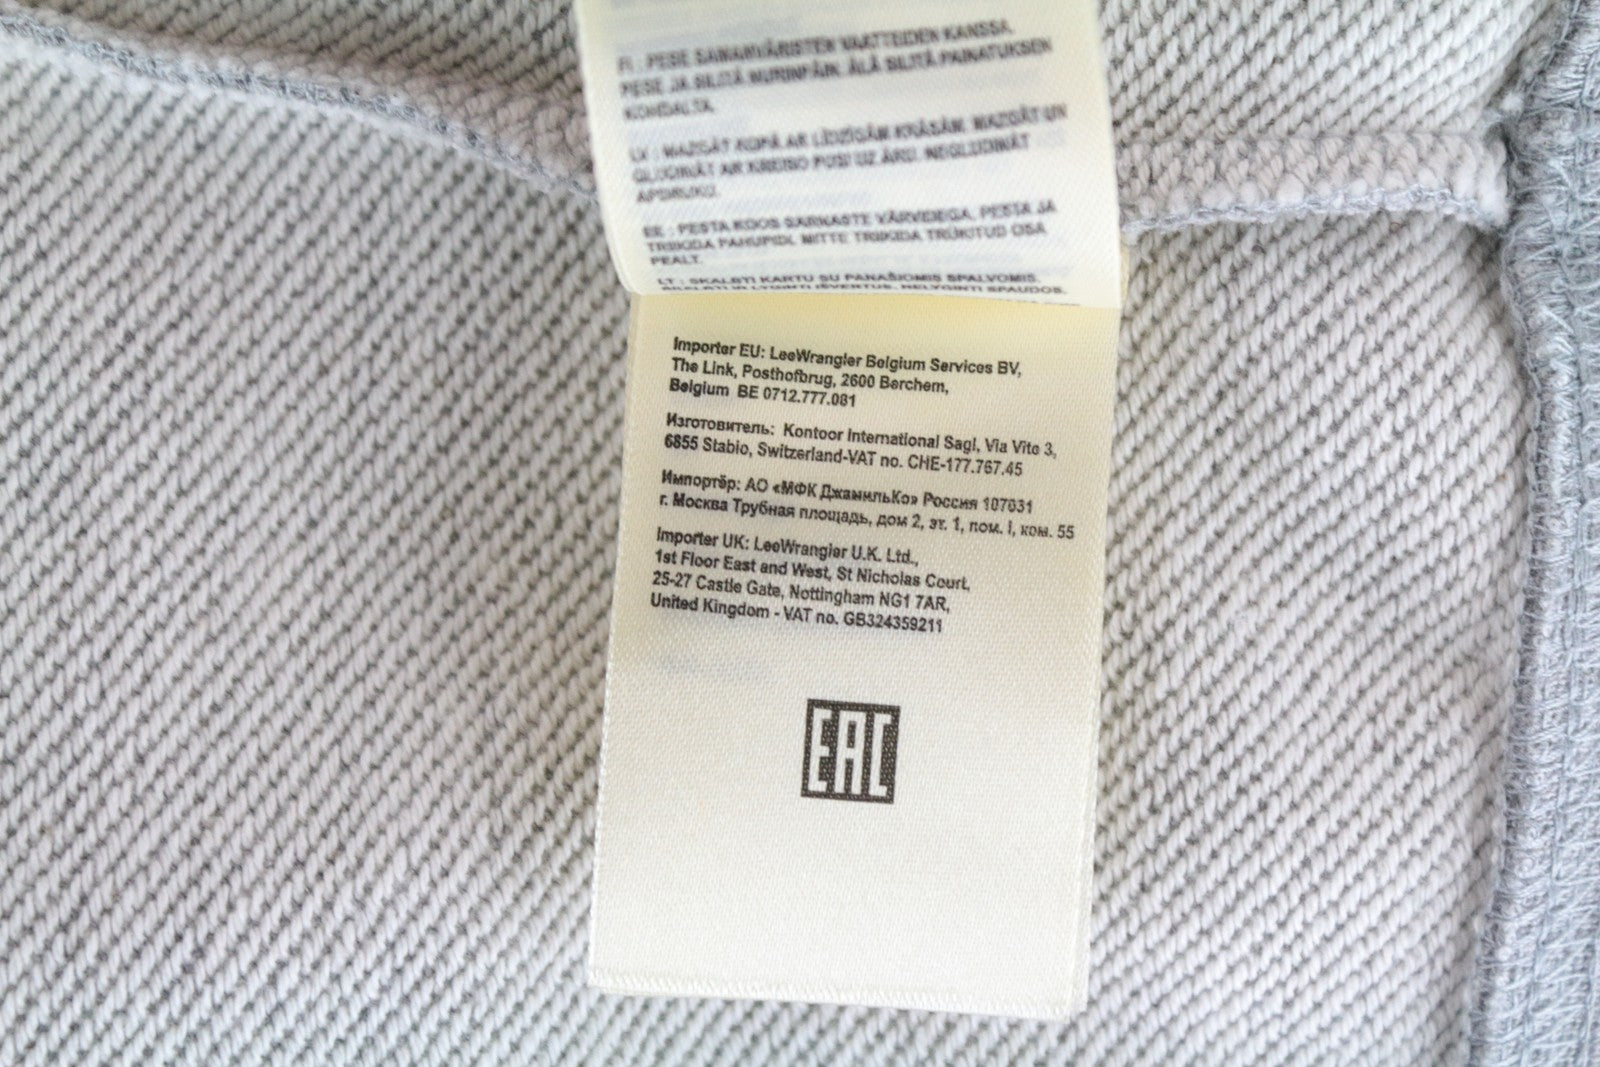 FI : PESE SAMANVÄRISTEN VAATTEIDEN KANSSA.
PESE JA SILITÄ NURINPÄIN. ÄLÄ SILITÄ PAINATUKSEN
KOHDALTA.
LV : MAZGĀT KOPĀ AR LĪDZĪGĀM KRĀSĀM. MAZGĀT UN
GLUDINĀT AR KREISO PUSI UZ ĀRU. NEGLUDINĀT
APDRUKU.
EE : PESTA KOOS SARNASTE VÄRVIDEGA. PESTA JA
TRIIKIDA PAHUPIDI. MITTE TRIIKIDA TRÜKITUD OSA
PEALT.
LT : SKALBTI KARTU SU PANAŠIOMIS SPALVOMIS.
SKALBTI IR LYGINTI IŠVERTUS. NELYGINTI SPAUDOS.
Importer EU: LeeWrangler Belgium Services BV,
The Link, Posthofbrug, 2600 Berchem,
Belgium BE 0712.777.081
Изготовитель: Kontoor International Sagl, Via Vite 3,
6855 Stabio, Switzerland-VAT no. CHE-177.767.45
Импортёр: АО «МФК ДжамильКо» Россия 107031
г. Москва Трубная площадь, дом 2, эт. 1, пом. I, ком. 55
Importer UK: LeeWrangler U.K. Ltd.,
1st Floor East and West, St Nicholas Court,
25-27 Castle Gate, Nottingham NG1 7AR,
United Kingdom - VAT no. GB324359211
EAC